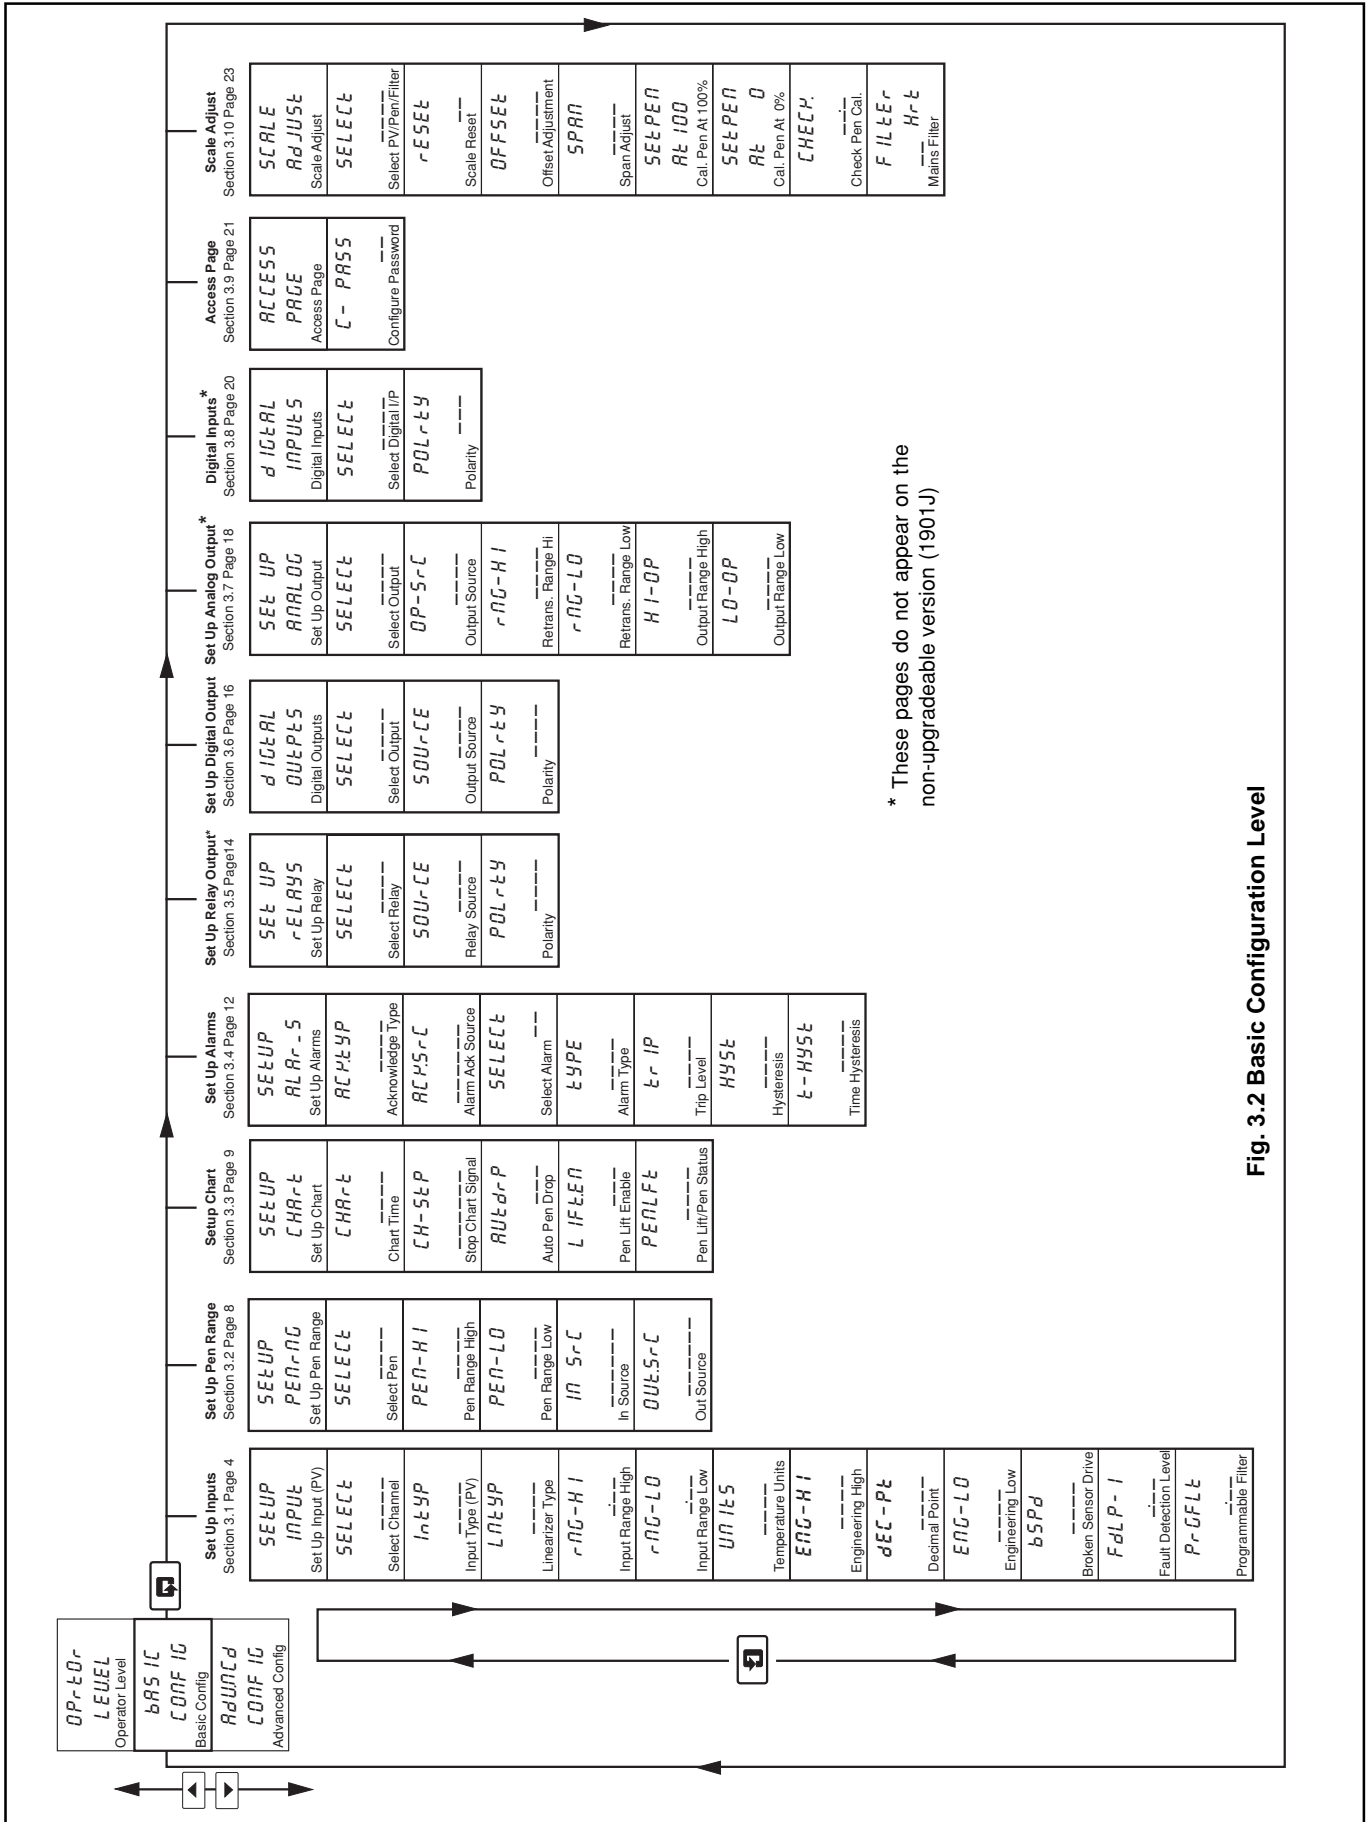 OPrtOr
LEV.EL
Operator Level
bASIC
CONFIG
Basic Config
AdVNCd
CONFIG
Advanced Config
Set Up Inputs
Section 3.1 Page 4
SEtUP
INPUt
Set Up Input (PV)
SELECt
-----
Select Channel
IntYP
-----
Input Type (PV)
LNtYP
-----
Linearizer Type
rNG-HI
Input Range High
rNG-LO
Input Range Low
UNItS
-----
Temperature Units
ENG-HI
-----
Engineering High
dEC-Pt
-----
Decimal Point
ENG-LO
-----
Engineering Low
bSPd
-----
Broken Sensor Drive
FdLP-1
Fault Detection Level
PrGFLt
Programmable Filter
Set Up Pen Range
Section 3.2 Page 8
SEtUP
PENrNG
Set Up Pen Range
SELECt
-----
Select Pen
PEN-HI
-----
Pen Range High
PEN-LO
-----
Pen Range Low
IN SrC
------
In Source
OUt.SrC
------
Out Source
Setup Chart
Section 3.3 Page 9
SEtUP
CHArt
Set Up Chart
CHArt
----
Chart Time
CH-StP
------
Stop Chart Signal
AUtdrP
---
Auto Pen Drop
LIFt.EN
---
Pen Lift Enable
PENLFt
----
Pen Lift/Pen Status
Set Up Alarms
Section 3.4 Page 12
SEtUP
ALAr_S
Set Up Alarms
ACK.tYP
-----
Acknowledge Type
ACK.SrC
------
Alarm Ack Source
SELECt
--
Select Alarm
tYPE
-----
Alarm Type
trIP
----
Trip Level
HYSt
-----
Hysteresis
t-HYSt
-----
Time Hysteresis
Set Up Relay Output*
Section 3.5 Page14
SEt UP
rELAYS
Set Up Relay
SELECt
-----
Select Relay
SOUrCE
-----
Relay Source
POLrtY
-----
Polarity
Set Up Digital Output
Section 3.6 Page 16
dIGtAL
OUtPtS
Digital Outputs
SELECt
-----
Select Output
SOUrCE
-----
Output Source
POLrtY
-----
Polarity
Set Up Analog Output*
Section 3.7 Page 18
SEt UP
ANALOG
Set Up Output
SELECt
-----
Select Output
OP-SrC
-----
Output Source
rNG-HI
-----
Retrans. Range Hi
rNG-LO
-----
Retrans. Range Low
HI-OP
-----
Output Range High
LO-OP
-----
Output Range Low
Digital Inputs*
Section 3.8 Page 20
dIGtAL
INPUtS
Digital Inputs
SELECt
-----
Select Digital I/P
POLrtY
---
Polarity
Access Page
Section 3.9 Page 21
ACCESS
PAGE
Access Page
C- PASS
---
Configure Password
Scale Adjust
Section 3.10 Page 23
SCALE
AdJUSt
Scale Adjust
SELECt
-----
Select PV/Pen/Filter
rESEt
--
Scale Reset
OFFSEt
-----
Offset Adjustment
SPAN
-----
Span Adjust
SEtPEN
At 100
Cal. Pen At 100%
SEtPEN
At 0
Cal. Pen At 0%
CHECK.
Check Pen Cal.
FILtEr
-- Hrt
Mains Filter
* These pages do not appear on the
non-upgradeable version (1901J)
Fig. 3.2 Basic Configuration Level